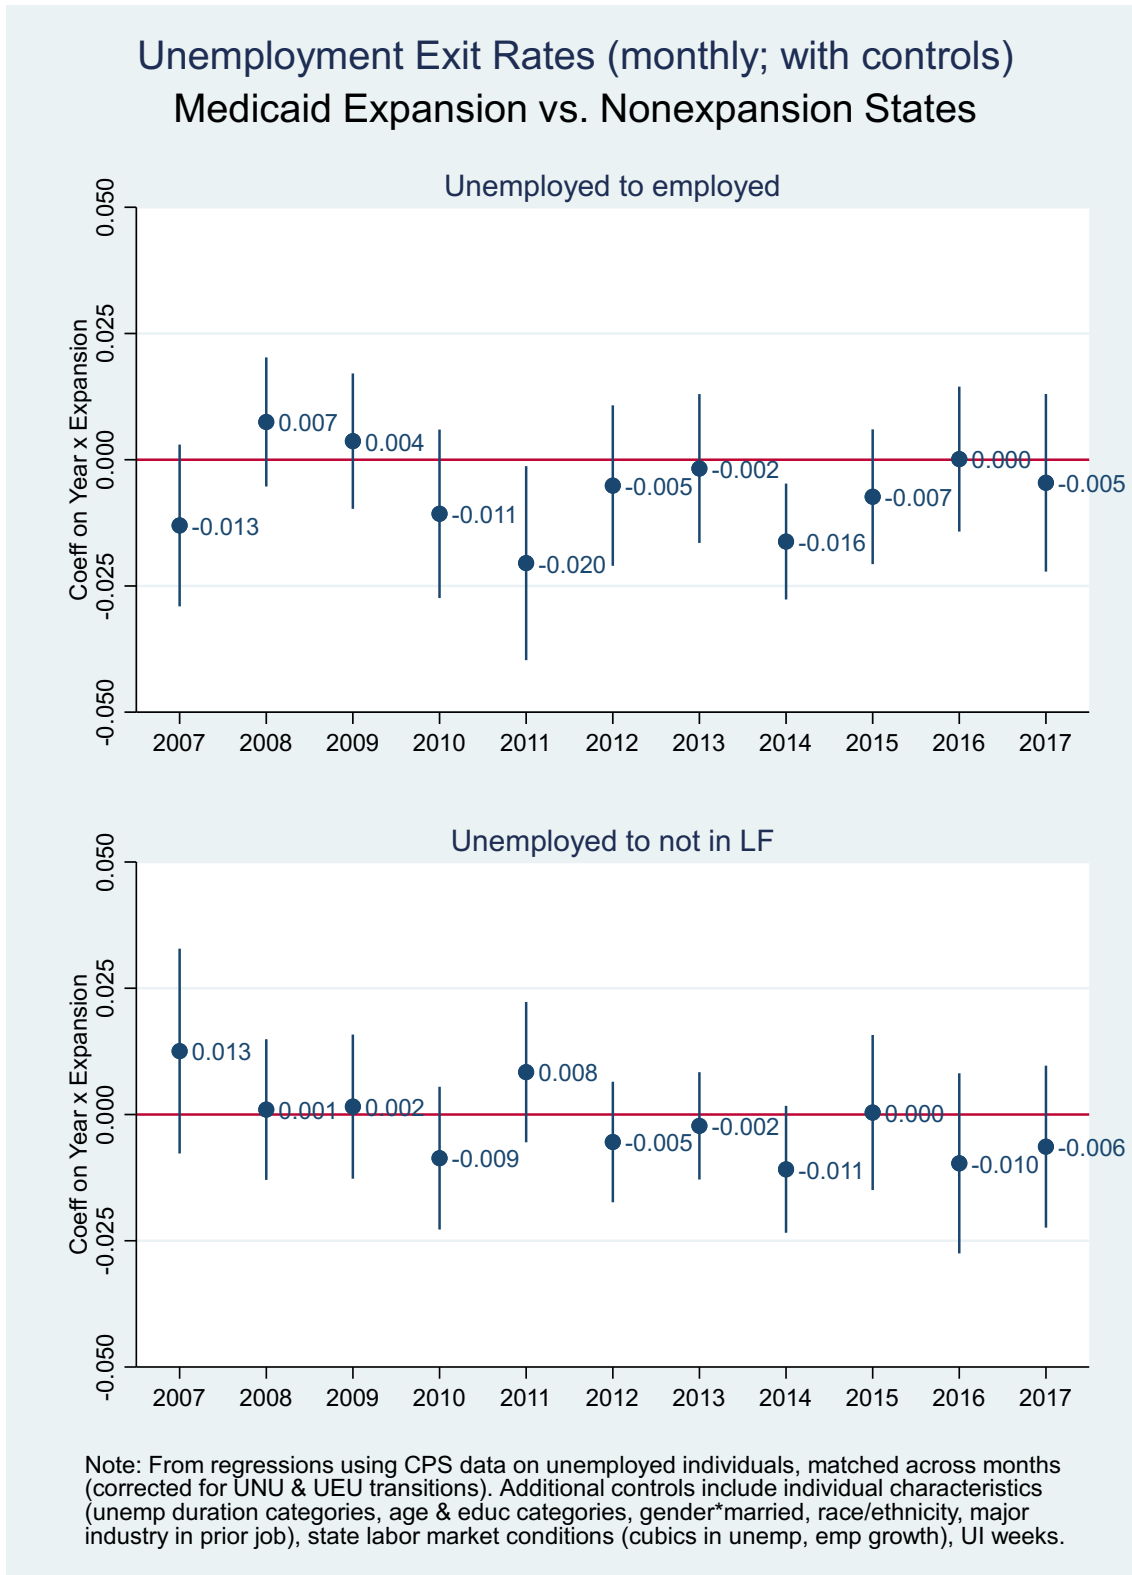 Unemployment Exit Rates (monthly; with controls)
Medicaid Expansion vs. Nonexpansion States
Unemployed to employed
Coeff on Year x Expansion
0.050
0.025
0.000
-0.025
-0.050
-0.013
0.007
0.004
-0.011
-0.020
-0.005
-0.002
-0.016
-0.007
0.000
-0.005
2007 2008 2009 2010 2011 2012 2013 2014 2015 2016 2017
Unemployed to not in LF
Coeff on Year x Expansion
0.050
0.025
0.000
-0.025
-0.050
0.013
0.001
0.002
-0.009
0.008
-0.005
-0.002
-0.011
0.000
-0.010
-0.006
2007 2008 2009 2010 2011 2012 2013 2014 2015 2016 2017
Note: From regressions using CPS data on unemployed individuals, matched across months
(corrected for UNU & UEU transitions). Additional controls include individual characteristics
(unemp duration categories, age & educ categories, gender*married, race/ethnicity, major
industry in prior job), state labor market conditions (cubics in unemp, emp growth), UI weeks.